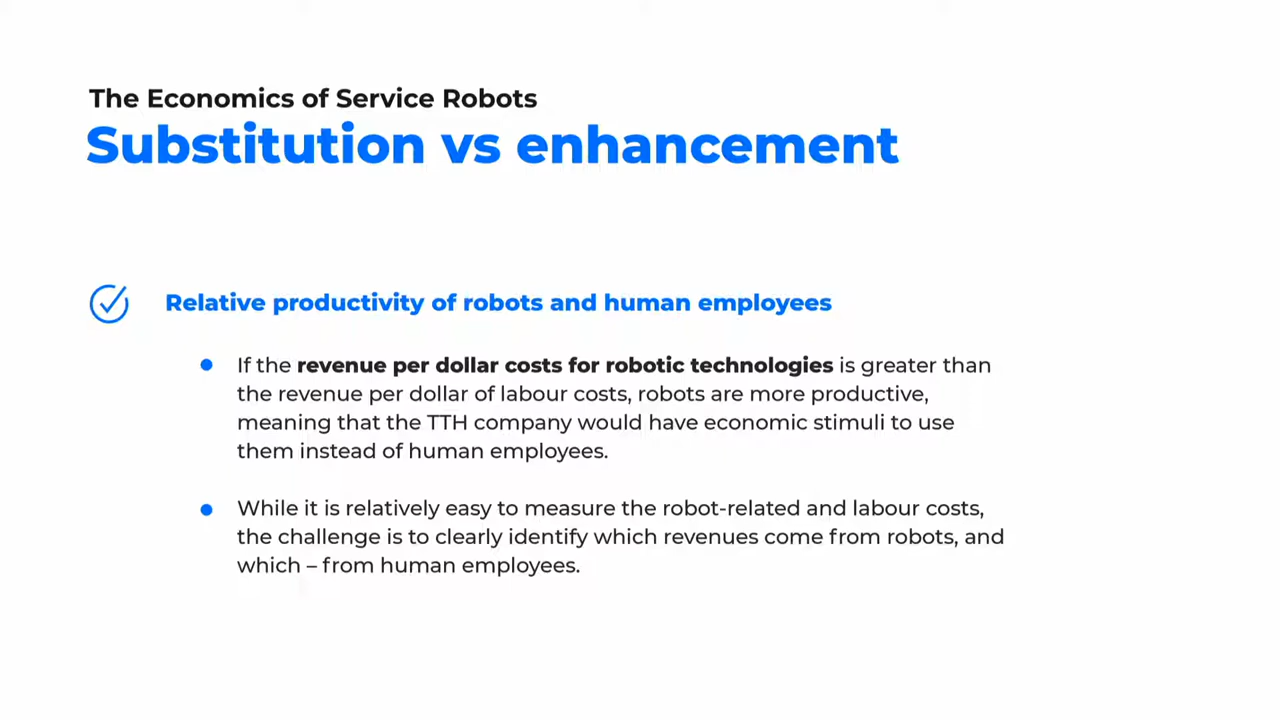 The Economics of Service Robots
Substitution vs enhancement
Relative productivity of robots and human employees
If the revenue per dollar costs for robotic technologies is greater than
the revenue per dollar of labour costs, robots are more productive,
meaning that the TTH company would have economic stimuli to use
them instead of human employees.
While it is relatively easy to measure the robot-related and labour costs,
the challenge is to clearly identify which revenues come from robots, and
which – from human employees.